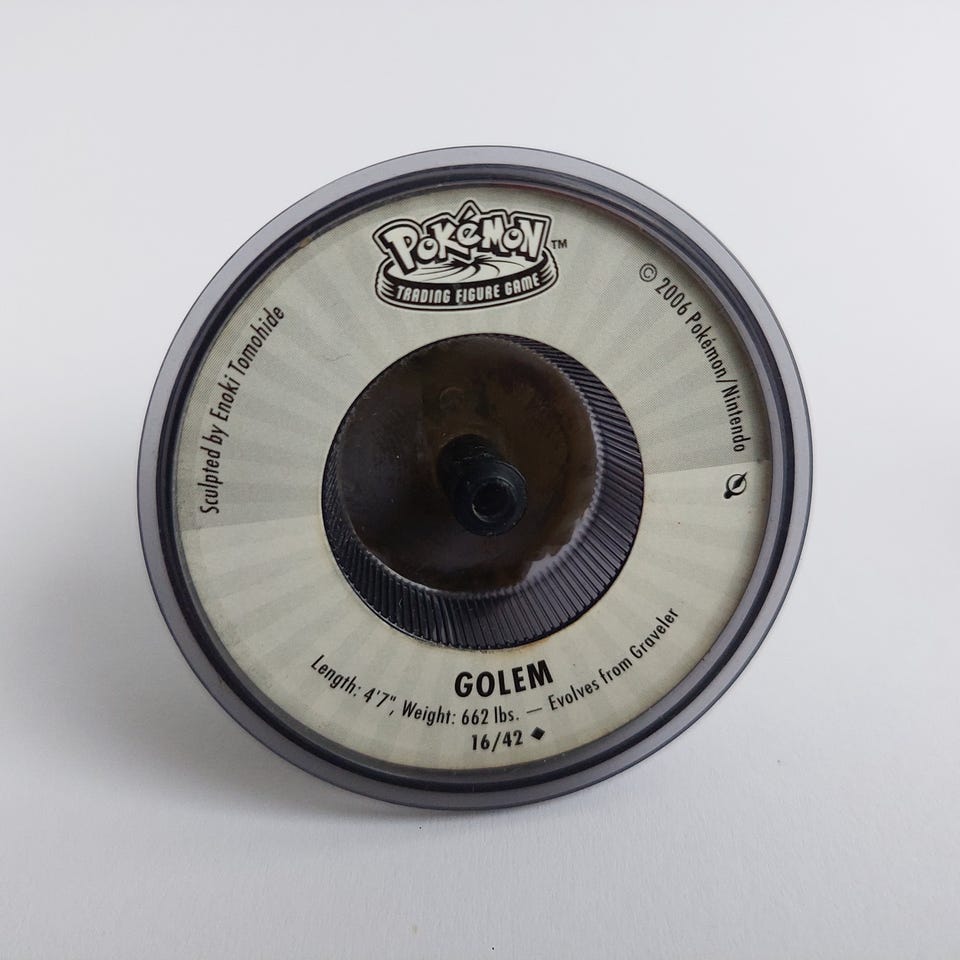 POKéMON™
TRADING FIGURE GAME
Sculpted by Enoki Tomohide
© 2006 Pokémon/Nintendo
GOLEM
Length: 4'7", Weight: 662 lbs. — Evolves from Graveler
16/42 ◆